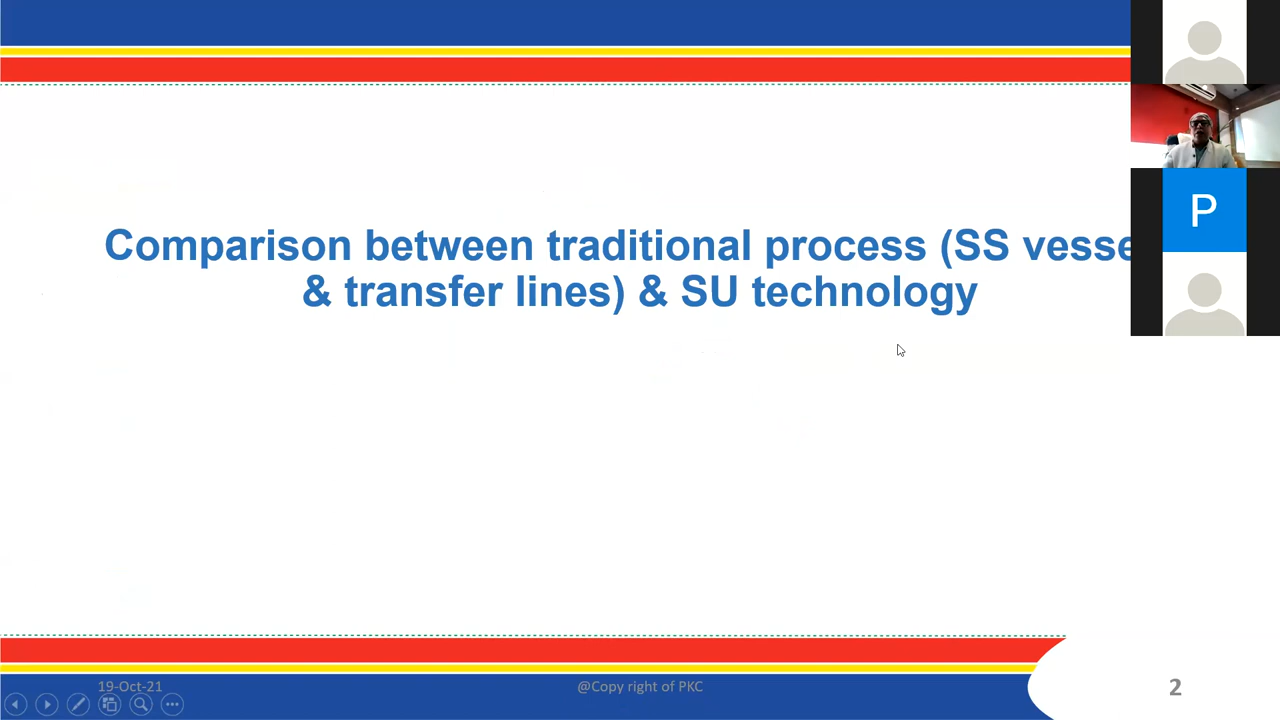 Comparison between traditional process (SS vesse
& transfer lines) & SU technology
P
19-Oct-21
@Copy right of PKC
2